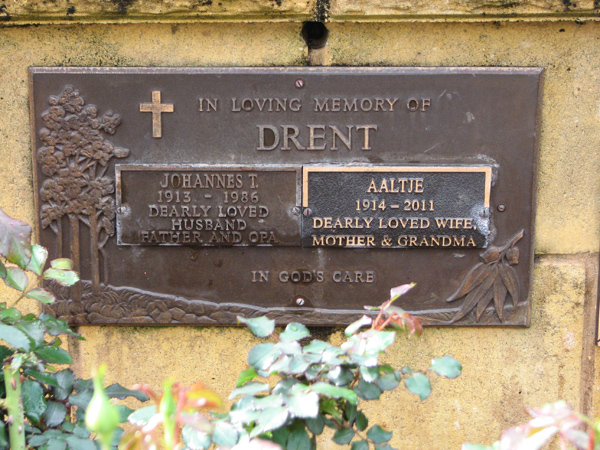 IN LOVING MEMORY OF
DRENT
JOHANNES T.
1913 - 1986
DEARLY LOVED
HUSBAND
FATHER AND OPA
AALTJE
1914 - 2011
DEARLY LOVED WIFE,
MOTHER & GRANDMA
IN GOD'S CARE